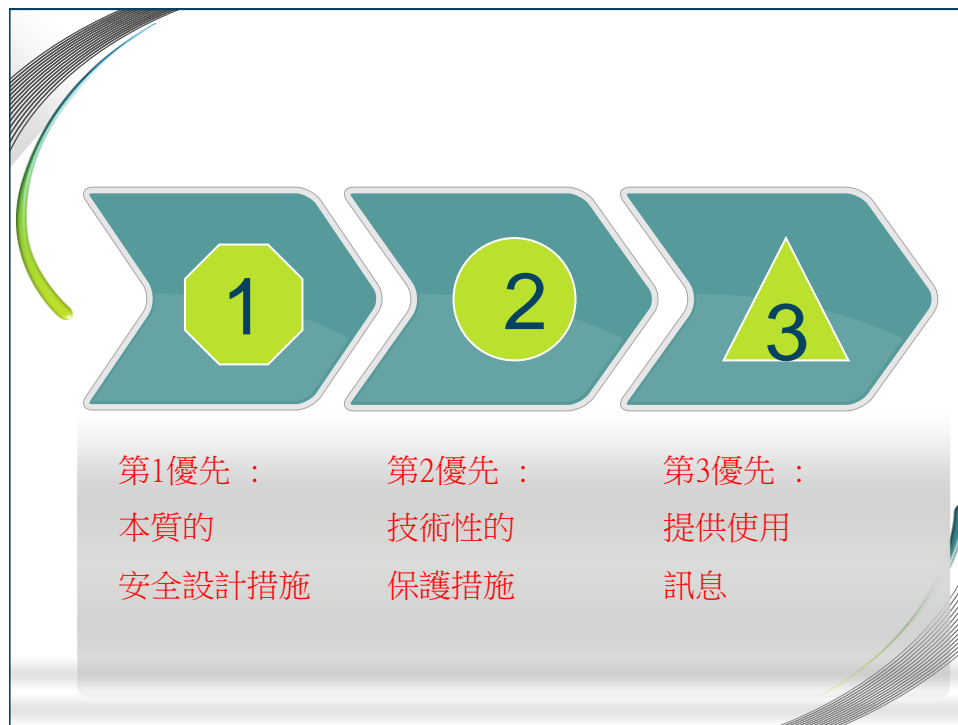 1
2
3
第1優先 :
本質的
安全設計措施
第2優先 :
技術性的
保護措施
第3優先 :
提供使用
訊息